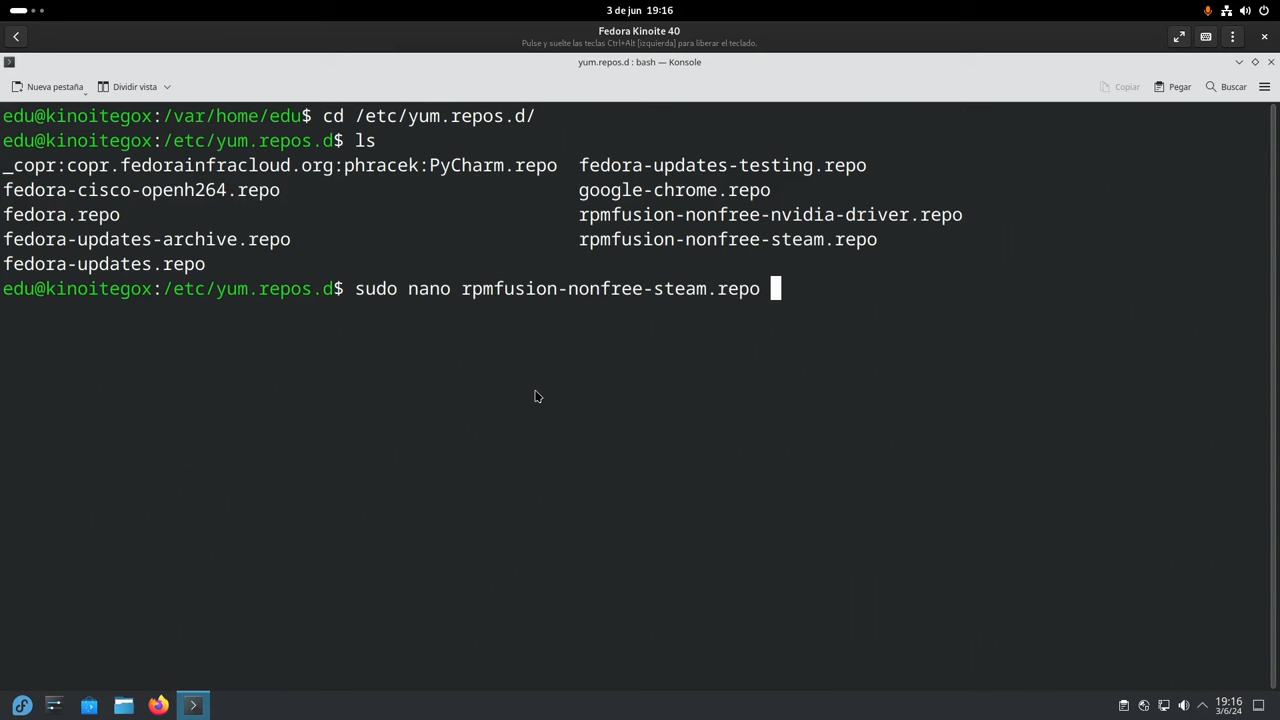 3 de jun 19:16
Fedora Kinoite 40
Pulse y suelte las teclas Ctrl+Alt [izquierda] para liberar el teclado.
yum.repos.d : bash — Konsole
Nueva pestaña Dividir vista Copiar Pegar Buscar
edu@kinoitegox:/var/home/edu$ cd /etc/yum.repos.d/
edu@kinoitegox:/etc/yum.repos.d$ ls
_copr:copr.fedorainfracloud.org:phracek:PyCharm.repo fedora-updates-testing.repo
fedora-cisco-openh264.repo google-chrome.repo
fedora.repo rpmfusion-nonfree-nvidia-driver.repo
fedora-updates-archive.repo rpmfusion-nonfree-steam.repo
fedora-updates.repo
edu@kinoitegox:/etc/yum.repos.d$ sudo nano rpmfusion-nonfree-steam.repo
19:16
3/6/24